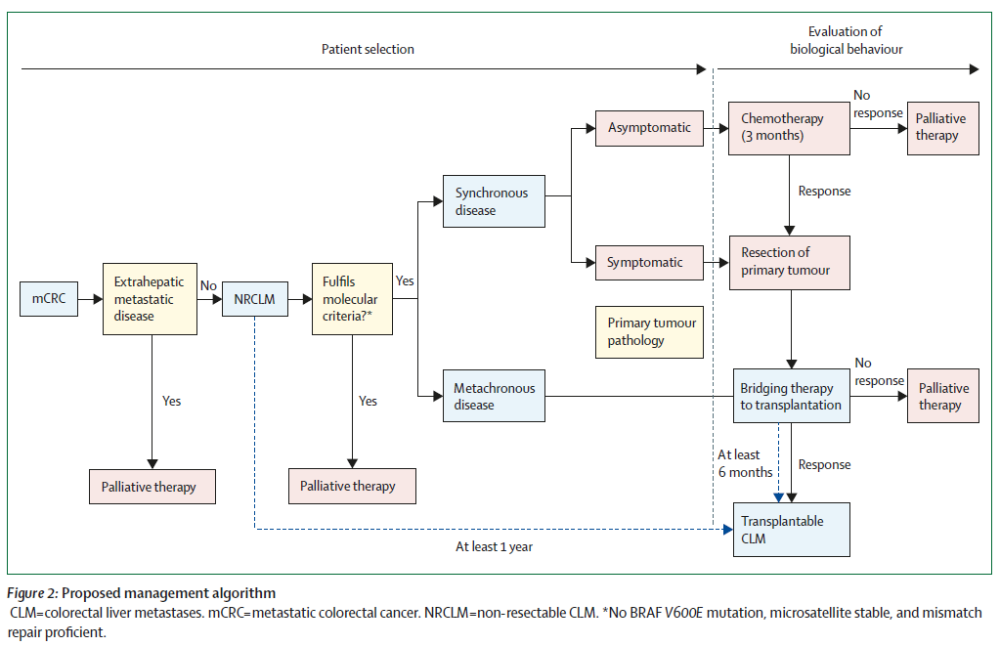 Patient selection
Evaluation of
biological behaviour
mCRC
Extrahepatic
metastatic
disease
No
Yes
Palliative therapy
NRCLM
Fulfils
molecular
criteria?*
Yes
Yes
Palliative therapy
Synchronous
disease
Metachronous
disease
Asymptomatic
Symptomatic
Primary tumour
pathology
Chemotherapy
(3 months)
No
response
Palliative
therapy
Response
Resection of
primary tumour
Bridging therapy
to transplantation
No
response
Palliative
therapy
At least
6 months
Response
Transplantable
CLM
At least 1 year
Figure 2: Proposed management algorithm
CLM=colorectal liver metastases. mCRC=metastatic colorectal cancer. NRCLM=non-resectable CLM. *No BRAF V600E mutation, microsatellite stable, and mismatch
repair proficient.